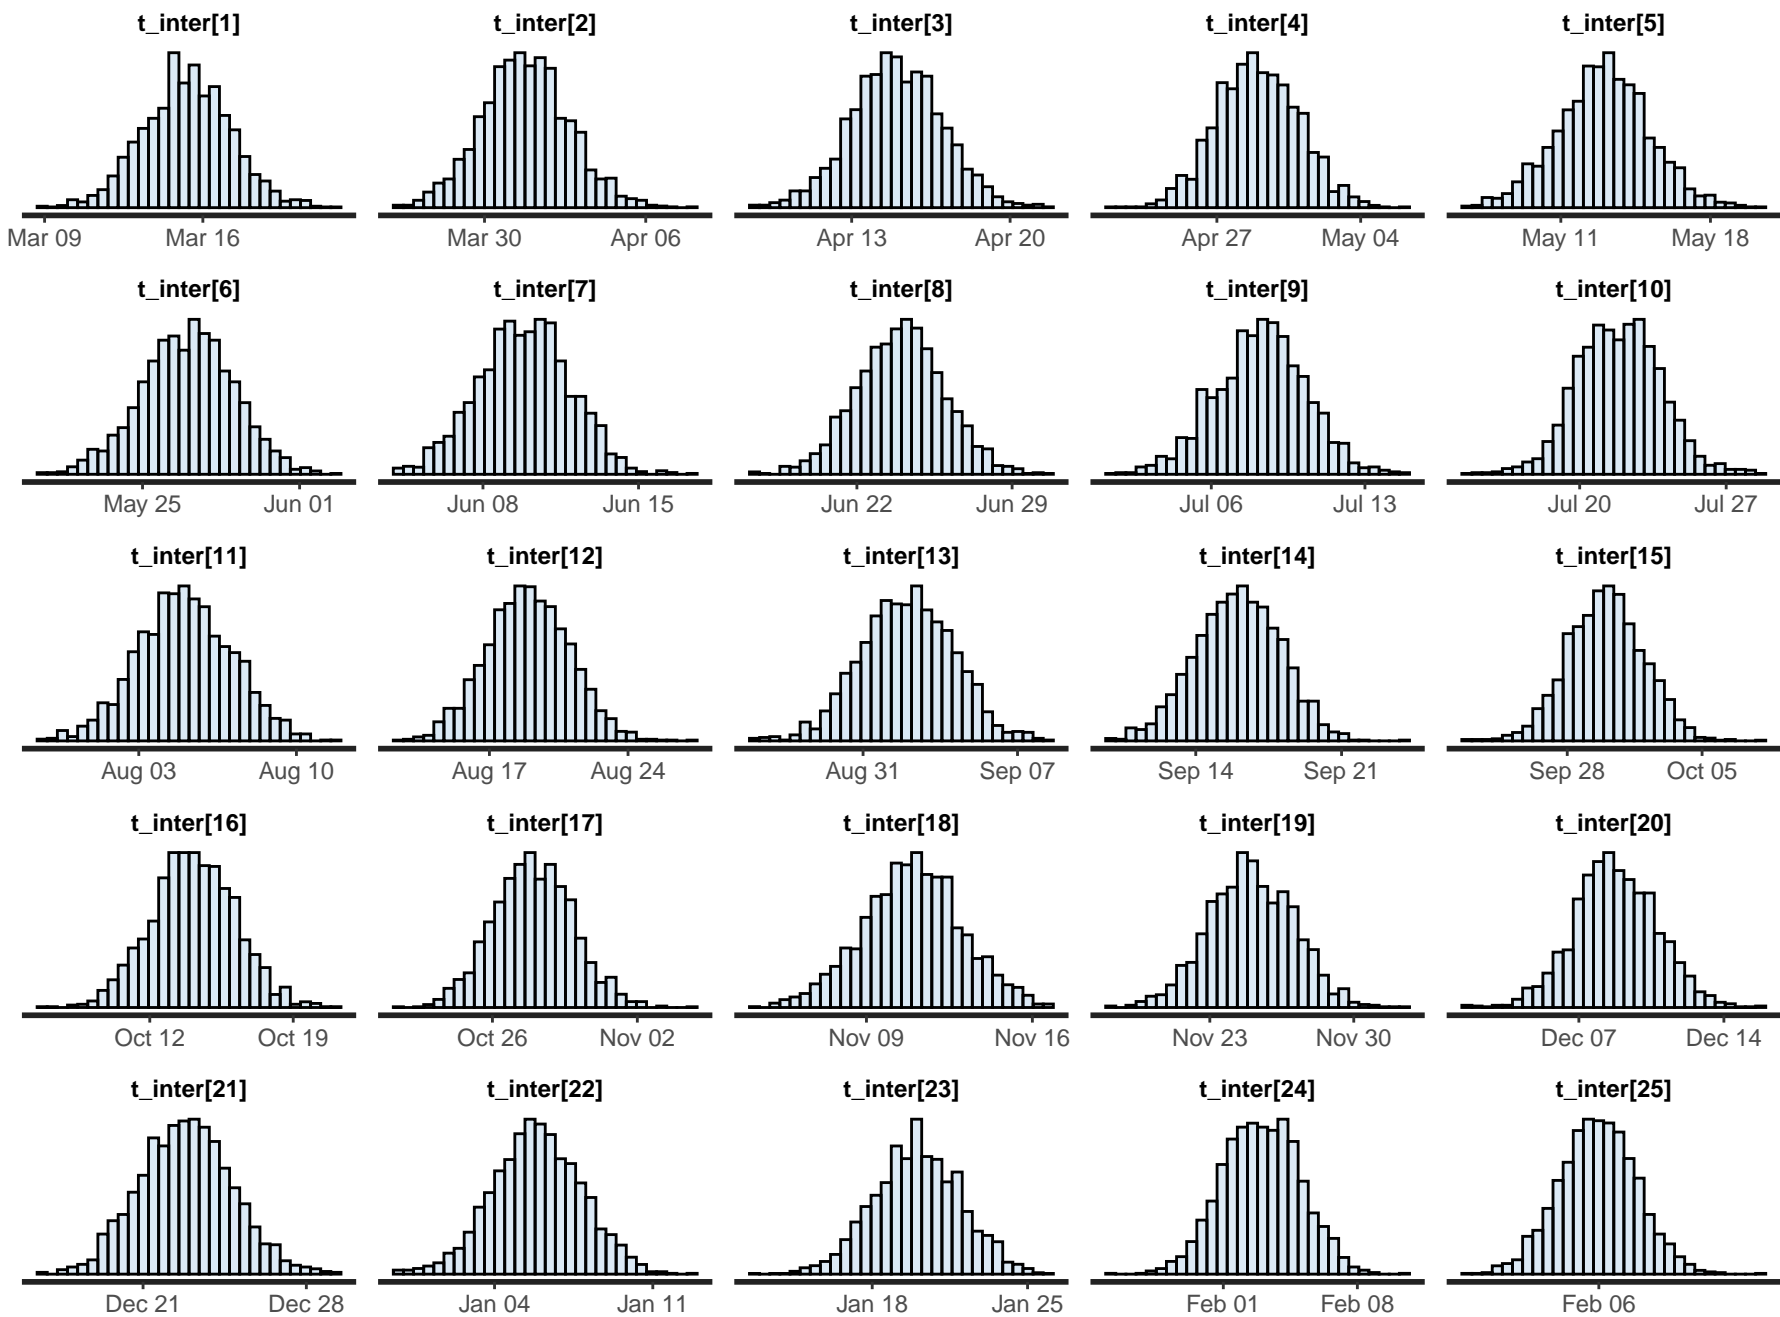 t_inter[1] t_inter[2] t_inter[3] t_inter[4] t_inter[5]
Mar 09 Mar 16 Mar 30 Apr 06 Apr 13 Apr 20 Apr 27 May 04 May 11 May 18
t_inter[6] t_inter[7] t_inter[8] t_inter[9] t_inter[10]
May 25 Jun 01 Jun 08 Jun 15 Jun 22 Jun 29 Jul 06 Jul 13 Jul 20 Jul 27
t_inter[11] t_inter[12] t_inter[13] t_inter[14] t_inter[15]
Aug 03 Aug 10 Aug 17 Aug 24 Aug 31 Sep 07 Sep 14 Sep 21 Sep 28 Oct 05
t_inter[16] t_inter[17] t_inter[18] t_inter[19] t_inter[20]
Oct 12 Oct 19 Oct 26 Nov 02 Nov 09 Nov 16 Nov 23 Nov 30 Dec 07 Dec 14
t_inter[21] t_inter[22] t_inter[23] t_inter[24] t_inter[25]
Dec 21 Dec 28 Jan 04 Jan 11 Jan 18 Jan 25 Feb 01 Feb 08 Feb 06